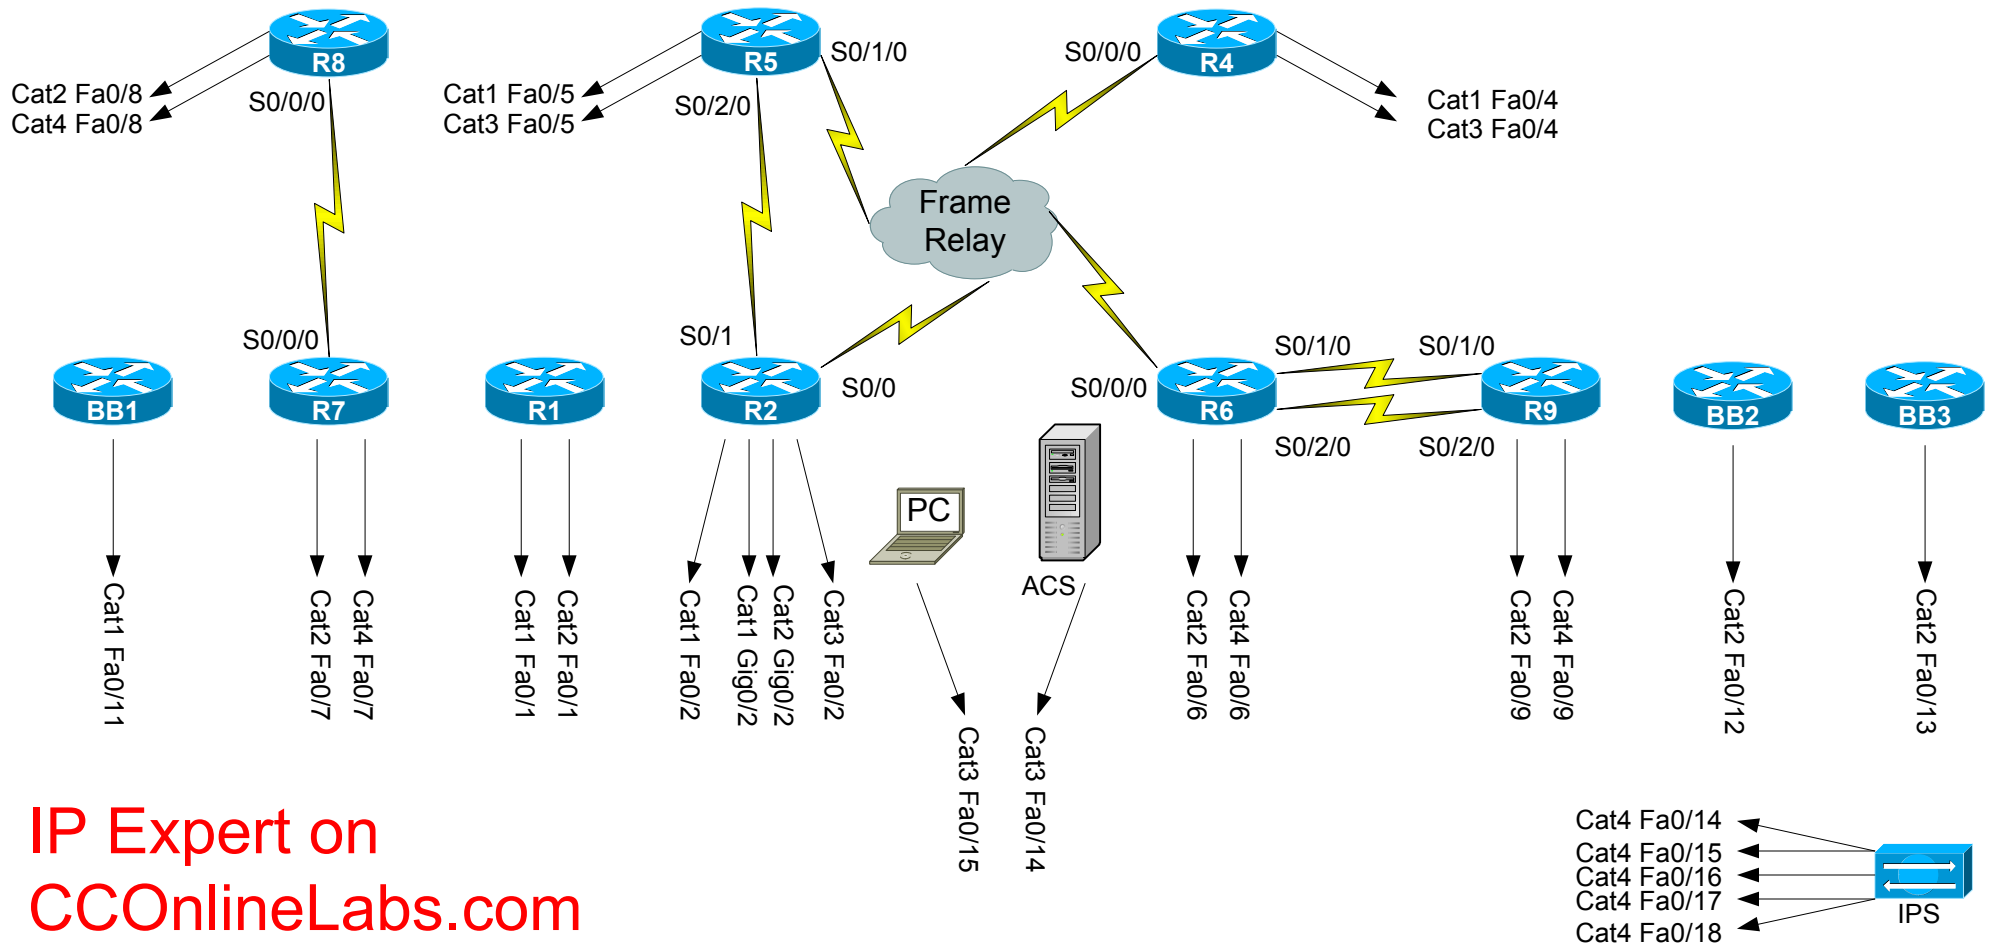 R8
R5
R4
S0/1/0
S0/0/0
Cat2 Fa0/8
Cat4 Fa0/8
S0/0/0
Cat1 Fa0/5
Cat3 Fa0/5
S0/2/0
Cat1 Fa0/4
Cat3 Fa0/4
Frame
Relay
S0/0/0
S0/1
S0/0
S0/0/0
S0/1/0
S0/1/0
BB1
R7
R1
R2
R6
R9
BB2
BB3
S0/2/0
S0/2/0
PC
ACS
Cat1 Fa0/11
Cat2 Fa0/7
Cat4 Fa0/7
Cat1 Fa0/1
Cat2 Fa0/1
Cat1 Fa0/2
Cat1 Gig0/2
Cat2 Gig0/2
Cat3 Fa0/2
Cat3 Fa0/15
Cat3 Fa0/14
Cat2 Fa0/6
Cat4 Fa0/6
Cat2 Fa0/9
Cat4 Fa0/9
Cat2 Fa0/12
Cat2 Fa0/13
IP Expert on
CCOnlineLabs.com
Cat4 Fa0/14
Cat4 Fa0/15
Cat4 Fa0/16
Cat4 Fa0/17
Cat4 Fa0/18
IPS